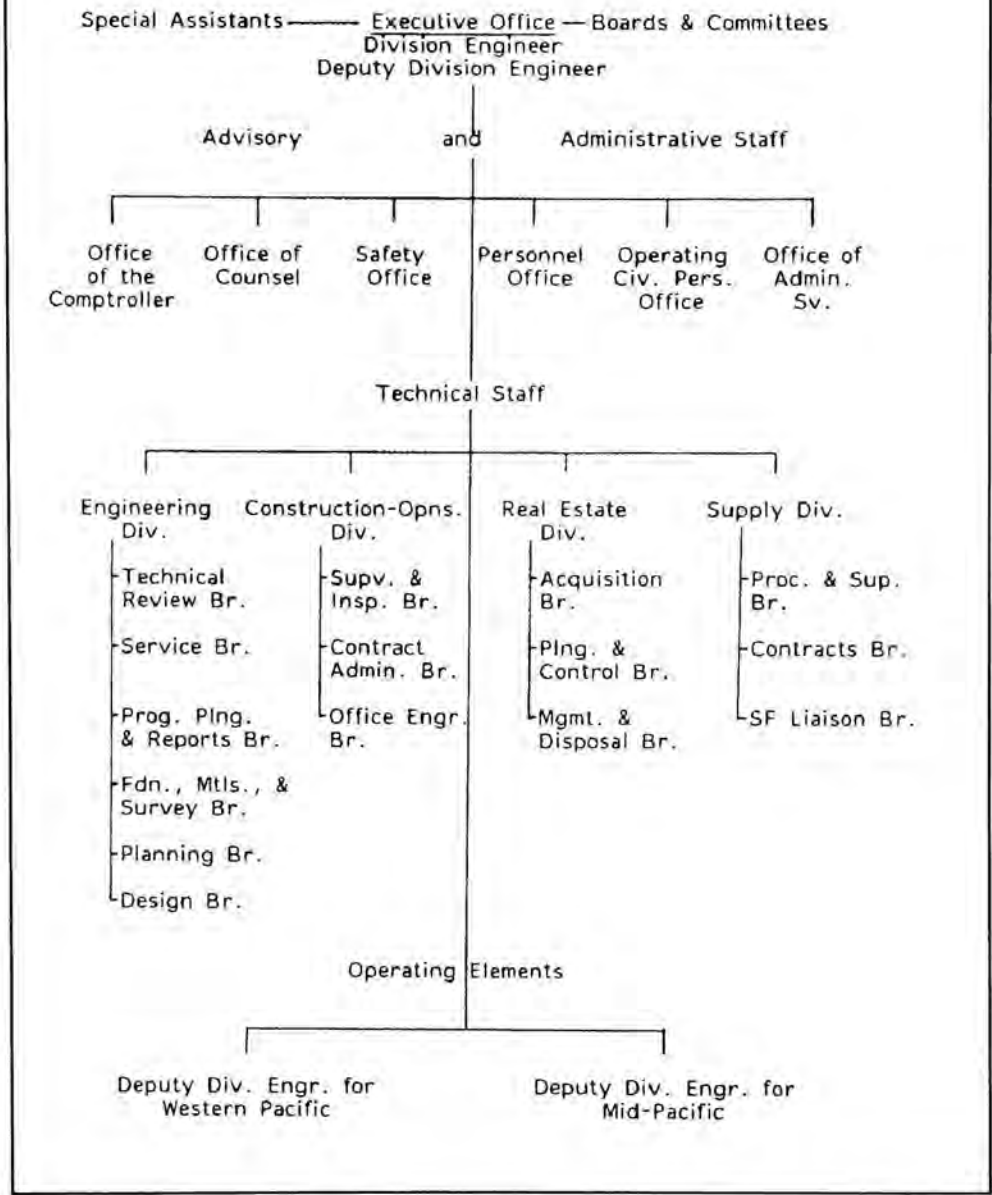 Special Assistants Executive Office Boards & Committees
Division Engineer
Deputy Division Engineer
Advisory and Administrative Staff
Office
of the
Comptroller
Office of
Counsel
Safety
Office
Personnel
Office
Operating
Civ. Pers.
Office
Office of
Admin.
Sv.
Technical Staff
Engineering
Div.
Technical
Review Br.
Service Br.
Prog. Plng.
& Reports Br.
Fdn., Mtls., &
Survey Br.
Planning Br.
Design Br.
Construction-Opns.
Div.
Supv. &
Insp. Br.
Contract
Admin. Br.
Office Engr.
Br.
Real Estate
Div.
Acquisition
Br.
Plng. &
Control Br.
Mgmt. &
Disposal Br.
Supply Div.
Proc. & Sup.
Br.
Contracts Br.
SF Liaison Br.
Operating Elements
Deputy Div. Engr. for
Western Pacific
Deputy Div. Engr. for
Mid-Pacific